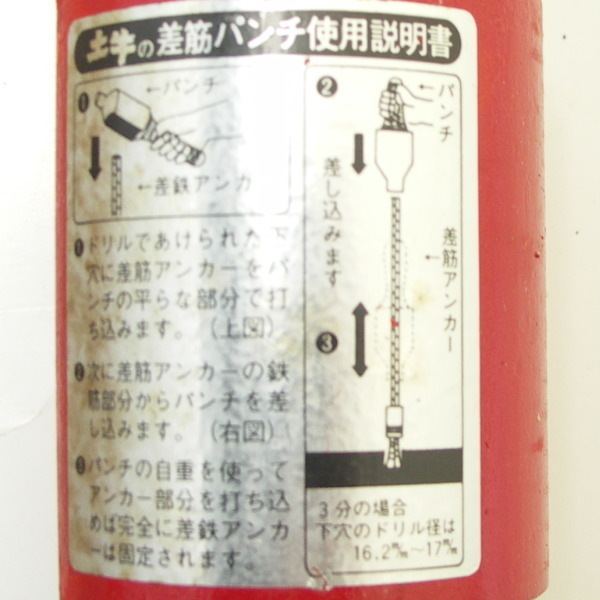 土牛の差筋パンチ使用説明書
❶
←パンチ
←差鉄アンカ
❶ドリルであけられた下
穴に差筋アンカーをパ
ンチの平らな部分で打
ち込みます。(上図)
❷次に差筋アンカーの鉄
筋部分からパンチを差
し込みます。(右図)
❸パンチの自重を使って
アンカー部分を打ち込
めば完全に差鉄アンカ
ーは固定されます。
❷
←パンチ
差し込みます
←差筋アンカー
❸
3分の場合
下穴のドリル径は
16.2㎜～17㎜